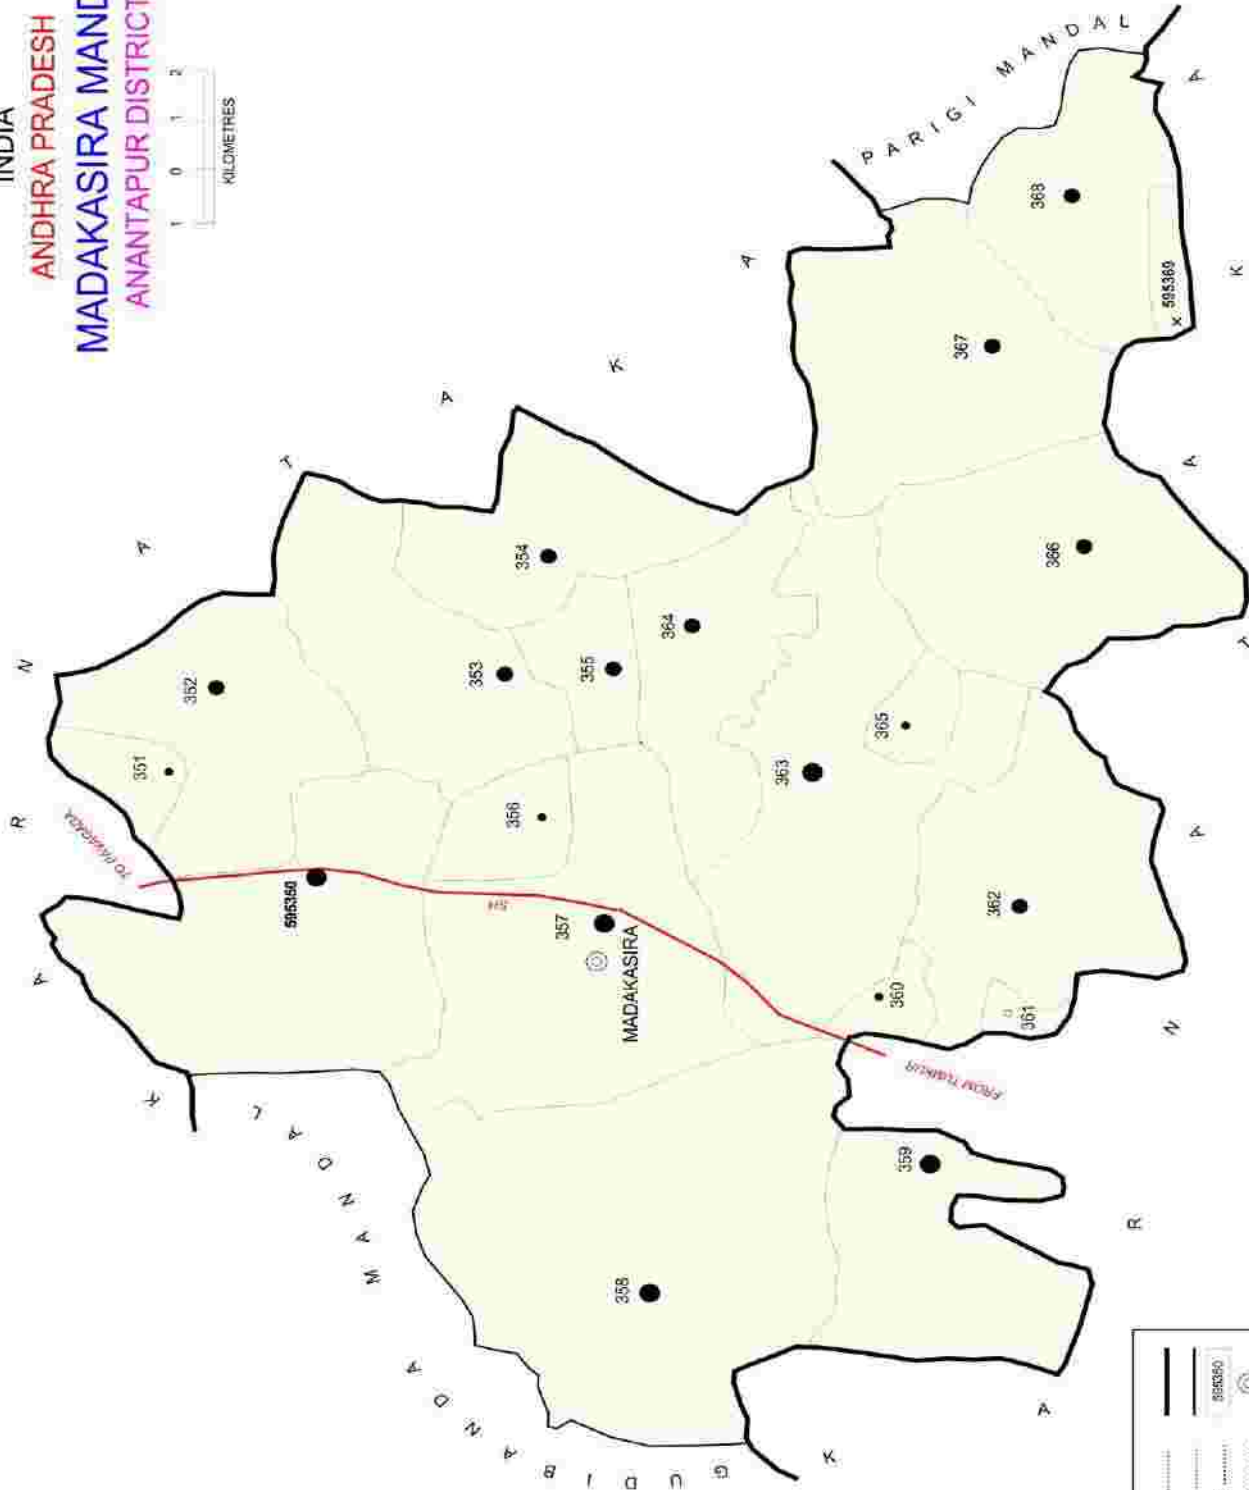 INDIA
ANDHRA PRADESH
MADAKASIRA MAND
ANANTAPUR DISTRICT
1 0 1 2
KILOMETRES
PARIGI MANDAL
GUDIBANDA MANDAL
KARNATAKA
KARNATAKA
TO PAVAGADA
FROM TUMKUR
SH
MADAKASIRA
595350
351
352
353
354
355
356
357
358
359
360
361
362
363
364
365
366
367
368
595369
x
595350